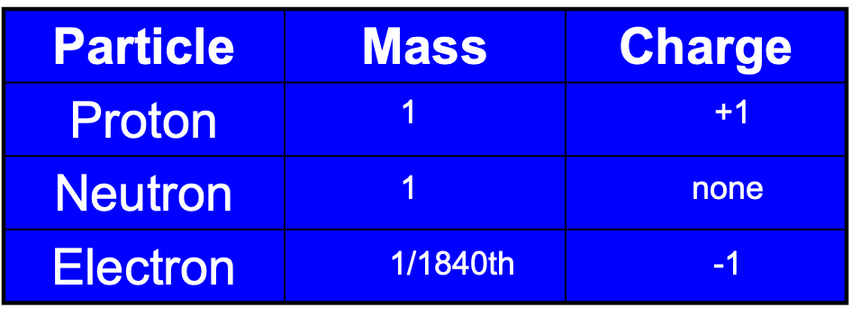 Particle Mass Charge
Proton 1 +1
Neutron 1 none
Electron 1/1840th -1